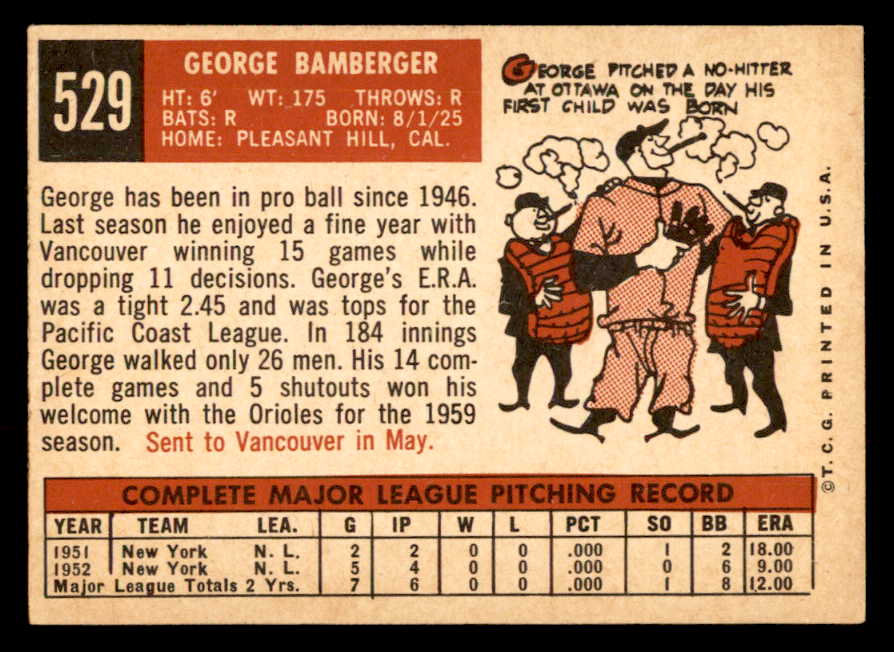 529
GEORGE BAMBERGER
HT: 6' WT: 175 THROWS: R
BATS: R BORN: 8/1/25
HOME: PLEASANT HILL, CAL.
GEORGE PITCHED A NO-HITTER
AT OTTAWA ON THE DAY HIS
FIRST CHILD WAS BORN
George has been in pro ball since 1946.
Last season he enjoyed a fine year with
Vancouver winning 15 games while
dropping 11 decisions. George's E.R.A.
was a tight 2.45 and was tops for the
Pacific Coast League. In 184 innings
George walked only 26 men. His 14 com-
plete games and 5 shutouts won his
welcome with the Orioles for the 1959
season. Sent to Vancouver in May.
© T. C. G. PRINTED IN U. S. A.
COMPLETE MAJOR LEAGUE PITCHING RECORD
YEAR TEAM LEA. G IP W L PCT SO BB ERA
1951 New York N. L. 2 2 0 0 .000 1 2 18.00
1952 New York N. L. 5 4 0 0 .000 0 6 9.00
Major League Totals 2 Yrs. 7 6 0 0 .000 1 8 12.00